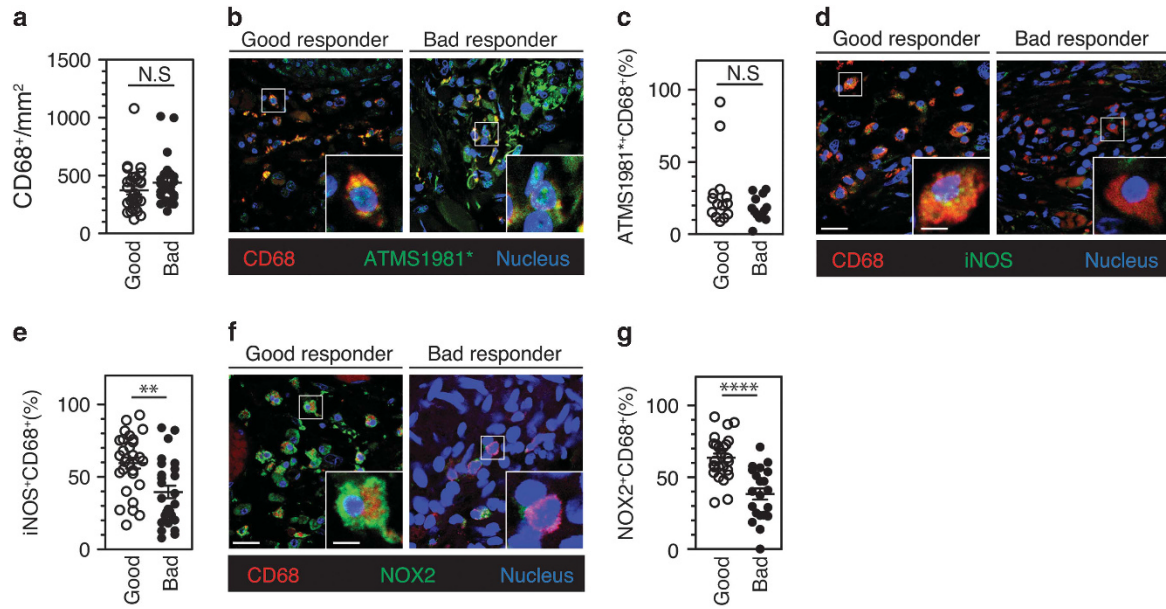 a
CD68⁺/mm²
1500
1000
500
0
N.S
Good
Bad
b
Good responder
Bad responder
CD68
ATMS1981*
Nucleus
c
ATMS1981*⁺CD68⁺(%)
100
50
0
N.S
Good
Bad
d
Good responder
Bad responder
CD68
iNOS
Nucleus
e
iNOS⁺CD68⁺(%)
100
50
0
**
Good
Bad
f
Good responder
Bad responder
CD68
NOX2
Nucleus
g
NOX2⁺CD68⁺(%)
100
50
0
****
Good
Bad